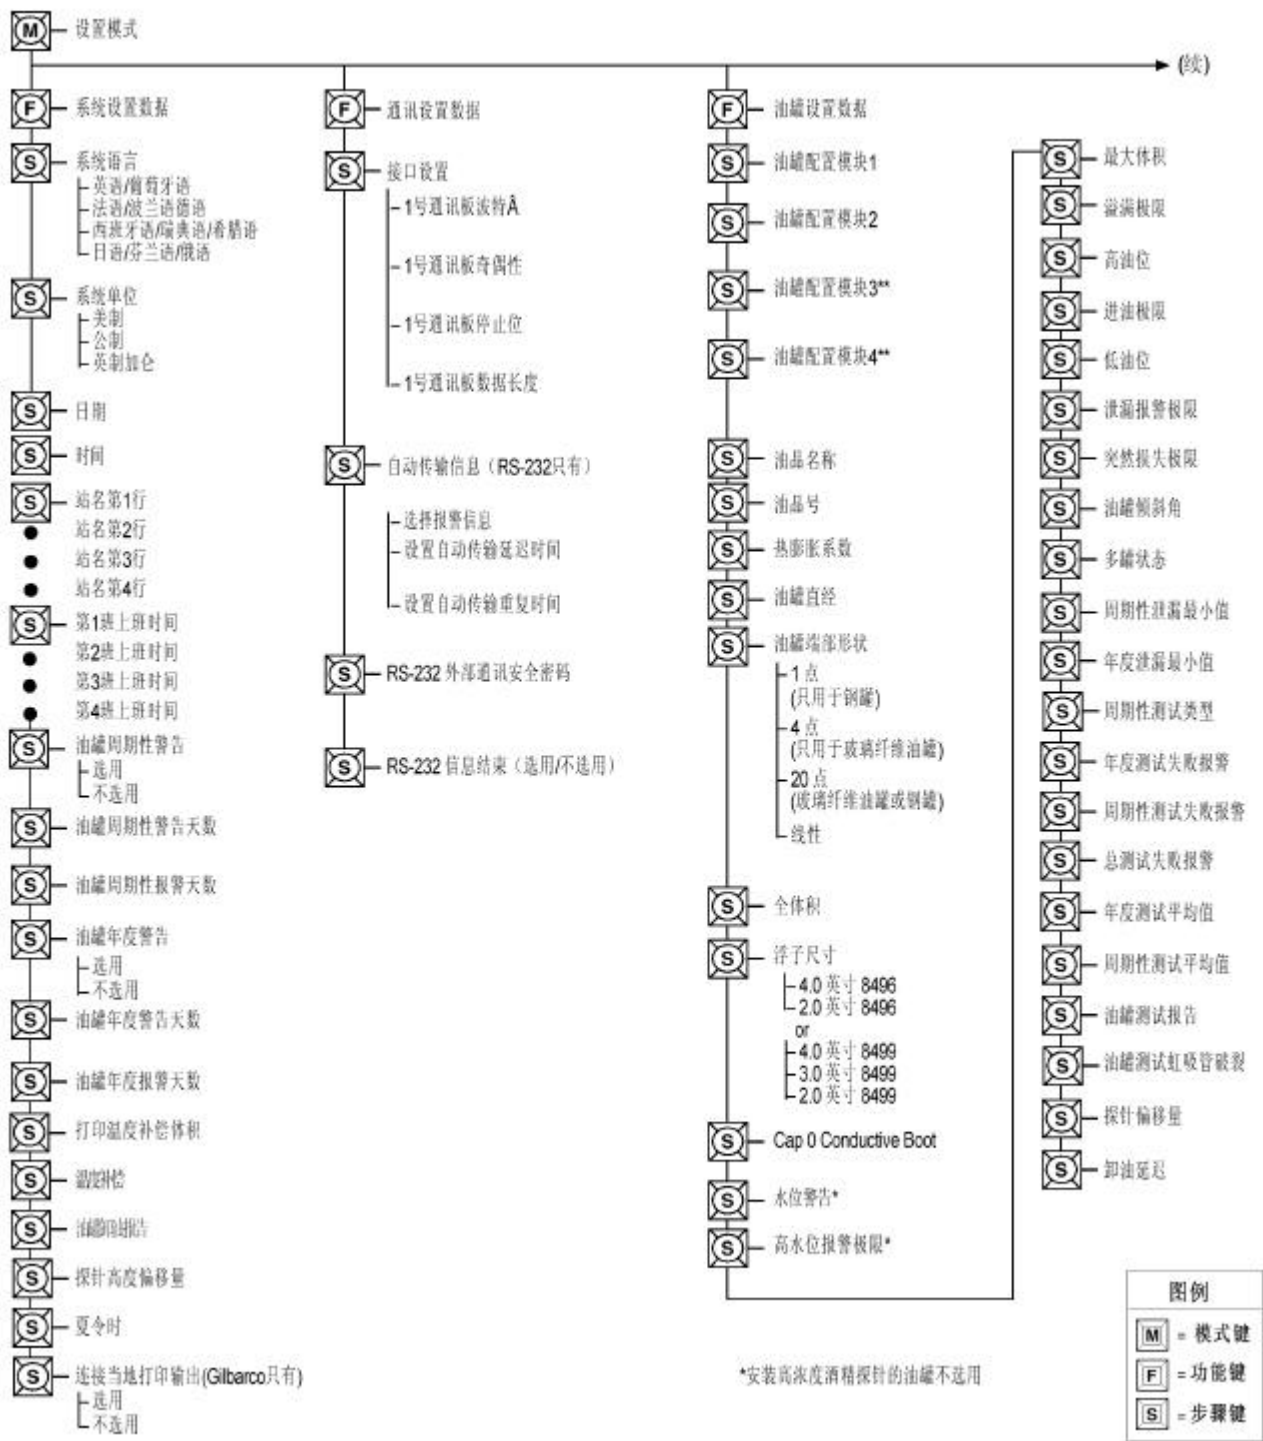 M 设置模式
(续)
F 系统设置数据
S 系统语言
英语/葡萄牙语
法语/波兰语德语
西班牙语/瑞典语/希腊语
日语/芬兰语/俄语
S 系统单位
美制
公制
英制加仑
S 日期
S 时间
S 站名第1行
站名第2行
站名第3行
站名第4行
S 第1班上班时间
第2班上班时间
第3班上班时间
第4班上班时间
S 油罐周期性警告
选用
不选用
S 油罐周期性警告天数
S 油罐周期性报警天数
S 油罐年度警告
选用
不选用
S 油罐年度警告天数
S 油罐年度报警天数
S 打印温度补偿体积
S 温度补偿
S 油罐 报告
S 探针高度偏移量
S 夏令时
S 连接当地打印输出(Gilbarco只有)
选用
不选用
F 通讯设置数据
S 接口设置
1号通讯板波特Â
1号通讯板奇偶性
1号通讯板停止位
1号通讯板数据长度
S 自动传输信息（RS-232只有）
选择报警信息
设置自动传输延迟时间
设置自动传输重复时间
S RS-232 外部通讯安全密码
S RS-232 信息结束（选用/不选用）
F 油罐设置数据
S 油罐配置模块1
S 油罐配置模块2
S 油罐配置模块3**
S 油罐配置模块4**
S 油品名称
S 油品号
S 热膨胀系数
S 油罐直经
S 油罐端部形状
1 点
(只用于钢罐)
4 点
(只用于玻璃纤维油罐)
20 点
(玻璃纤维油罐或钢罐)
线性
S 全体积
S 浮子尺寸
4.0 英寸 8496
2.0 英寸 8496
or
4.0 英寸 8499
3.0 英寸 8499
2.0 英寸 8499
S Cap 0 Conductive Boot
S 水位警告*
S 高水位报警极限*
S 最大体积
S 溢满极限
S 高油位
S 进油极限
S 低油位
S 泄漏报警极限
S 突然损失极限
S 油罐倾斜角
S 多罐状态
S 周期性泄漏最小值
S 年度泄漏最小值
S 周期性测试类型
S 年度测试失败报警
S 周期性测试失败报警
S 总测试失败报警
S 年度测试平均值
S 周期性测试平均值
S 油罐测试报告
S 油罐测试虹吸管破裂
S 探针偏移量
S 卸油延迟
*安装高浓度酒精探针的油罐不选用
图例
M = 模式键
F = 功能键
S = 步骤键